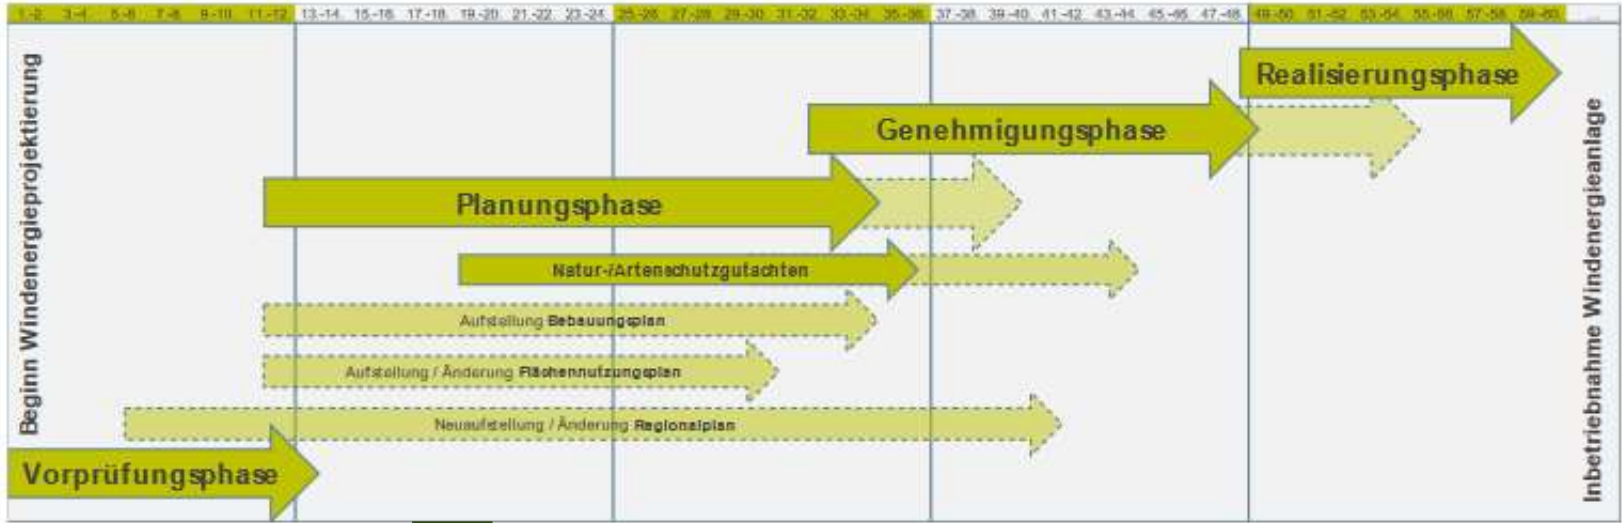 1.-2. 3.-4. 5.-6. 7.-8. 9.-10. 11.-12. 13.-14. 15.-16. 17.-18. 19.-20. 21.-22. 23.-24. 25.-26. 27.-28. 29.-30. 31.-32. 33.-34. 35.-36. 37.-38. 39.-40. 41.-42. 43.-44. 45.-46. 47.-48. 49.-50. 51.-52. 53.-54. 55.-56. 57.-58. 59.-60. ...
Beginn Windenergieprojektierung
Realisierungsphase
Genehmigungsphase
Planungsphase
Natur-/Artenschutzgutachten
Aufstellung Bebauungsplan
Aufstellung / Änderung Flächennutzungsplan
Neuaufstellung / Änderung Regionalplan
Vorprüfungsphase
Inbetriebnahme Windenergieanlage